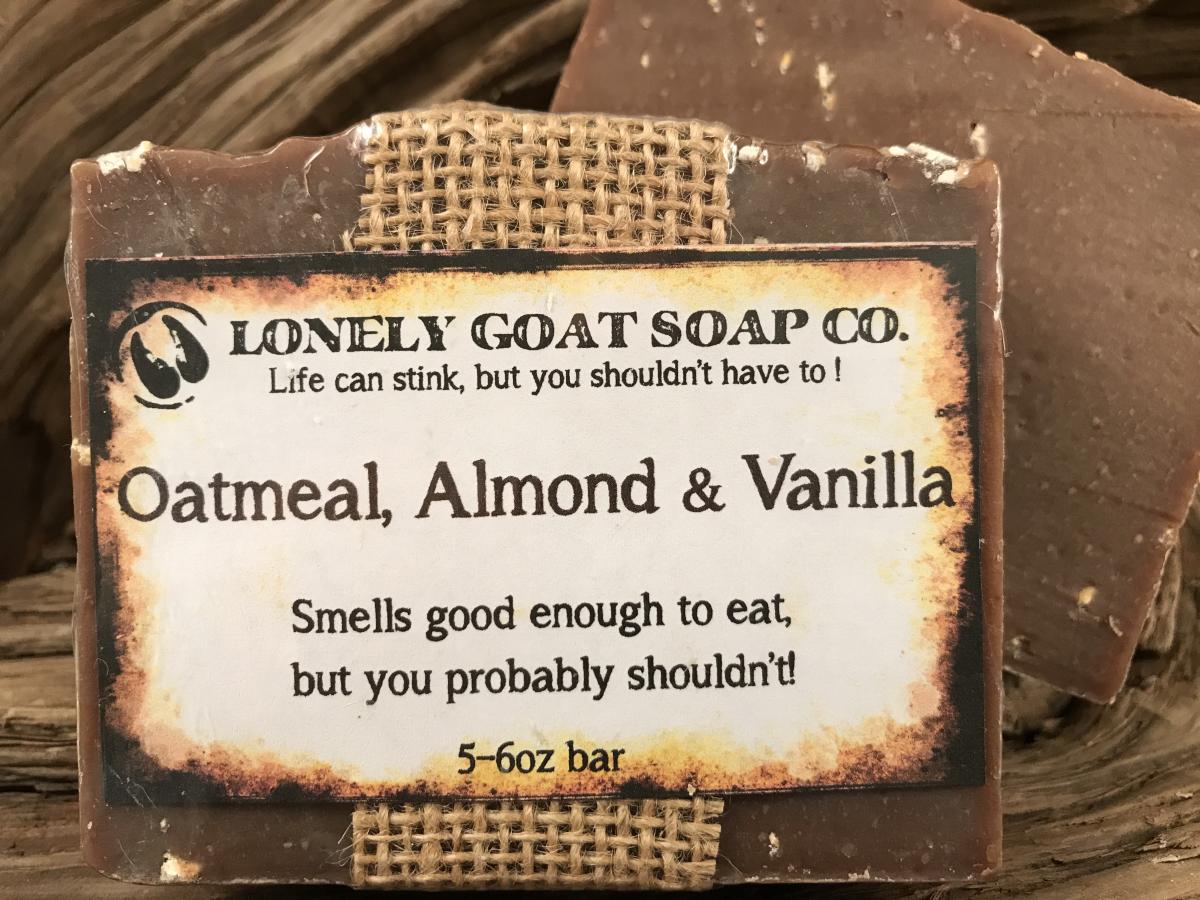 LONELY GOAT SOAP CO.
Life can stink, but you shouldn't have to !
Oatmeal, Almond & Vanilla
Smells good enough to eat,
but you probably shouldn't!
5-6oz bar